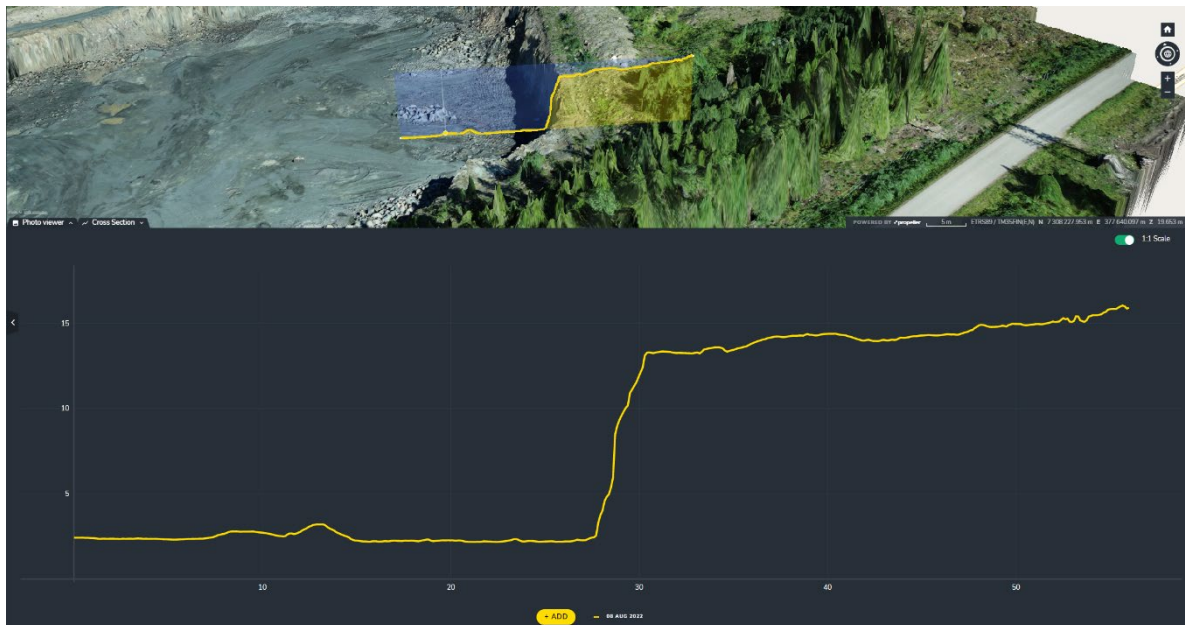 Photo viewer Cross Section
POWERED BY propeller 5 m ETRS89 / TM35FIN(E,N) N 7 308 227.953 m E 377 640.097 m Z 19.653 m
1:1 Scale
15
10
5
10 20 30 40 50
+ ADD 08 AUG 2022